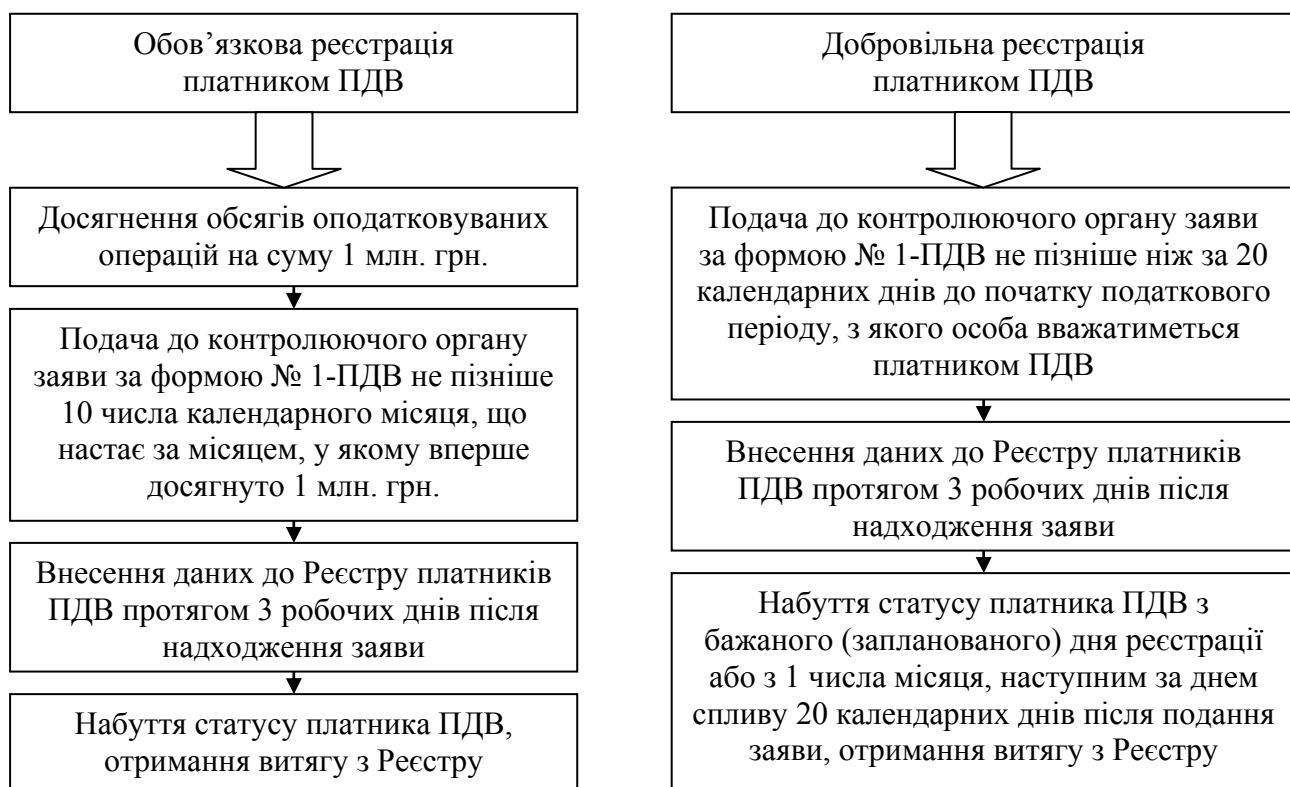 Обов’язкова реєстрація
платником ПДВ
Досягнення обсягів оподатковуваних
операцій на суму 1 млн. грн.
Подача до контролюючого органу
заяви за формою № 1-ПДВ не пізніше
10 числа календарного місяця, що
настає за місяцем, у якому вперше
досягнуто 1 млн. грн.
Внесення даних до Реєстру платників
ПДВ протягом 3 робочих днів після
надходження заяви
Набуття статусу платника ПДВ,
отримання витягу з Реєстру
Добровільна реєстрація
платником ПДВ
Подача до контролюючого органу заяви
за формою № 1-ПДВ не пізніше ніж за 20
календарних днів до початку податкового
періоду, з якого особа вважатиметься
платником ПДВ
Внесення даних до Реєстру платників
ПДВ протягом 3 робочих днів після
надходження заяви
Набуття статусу платника ПДВ з
бажаного (запланованого) дня реєстрації
або з 1 числа місяця, наступним за днем
спливу 20 календарних днів після подання
заяви, отримання витягу з Реєстру